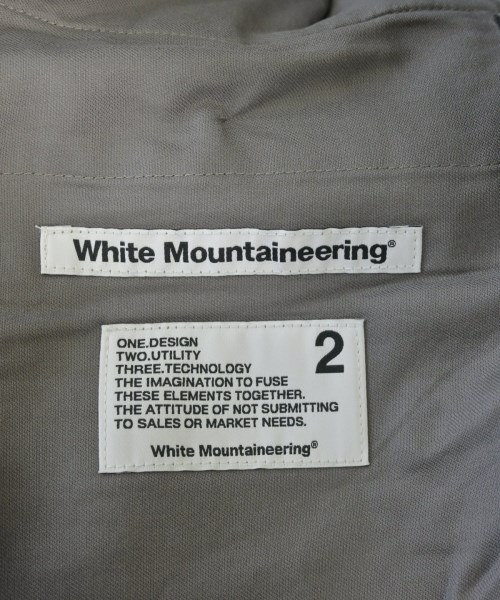 White Mountaineering®
ONE.DESIGN
TWO.UTILITY
THREE.TECHNOLOGY
THE IMAGINATION TO FUSE
THESE ELEMENTS TOGETHER.
THE ATTITUDE OF NOT SUBMITTING
TO SALES OR MARKET NEEDS.
2
White Mountaineering®